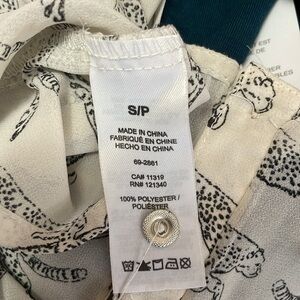 S/P
MADE IN CHINA
FABRIQUÉ EN CHINE
HECHO EN CHINA
69-2861
CA# 11319
RN# 121340
100% POLYESTER /
POLIÉSTER